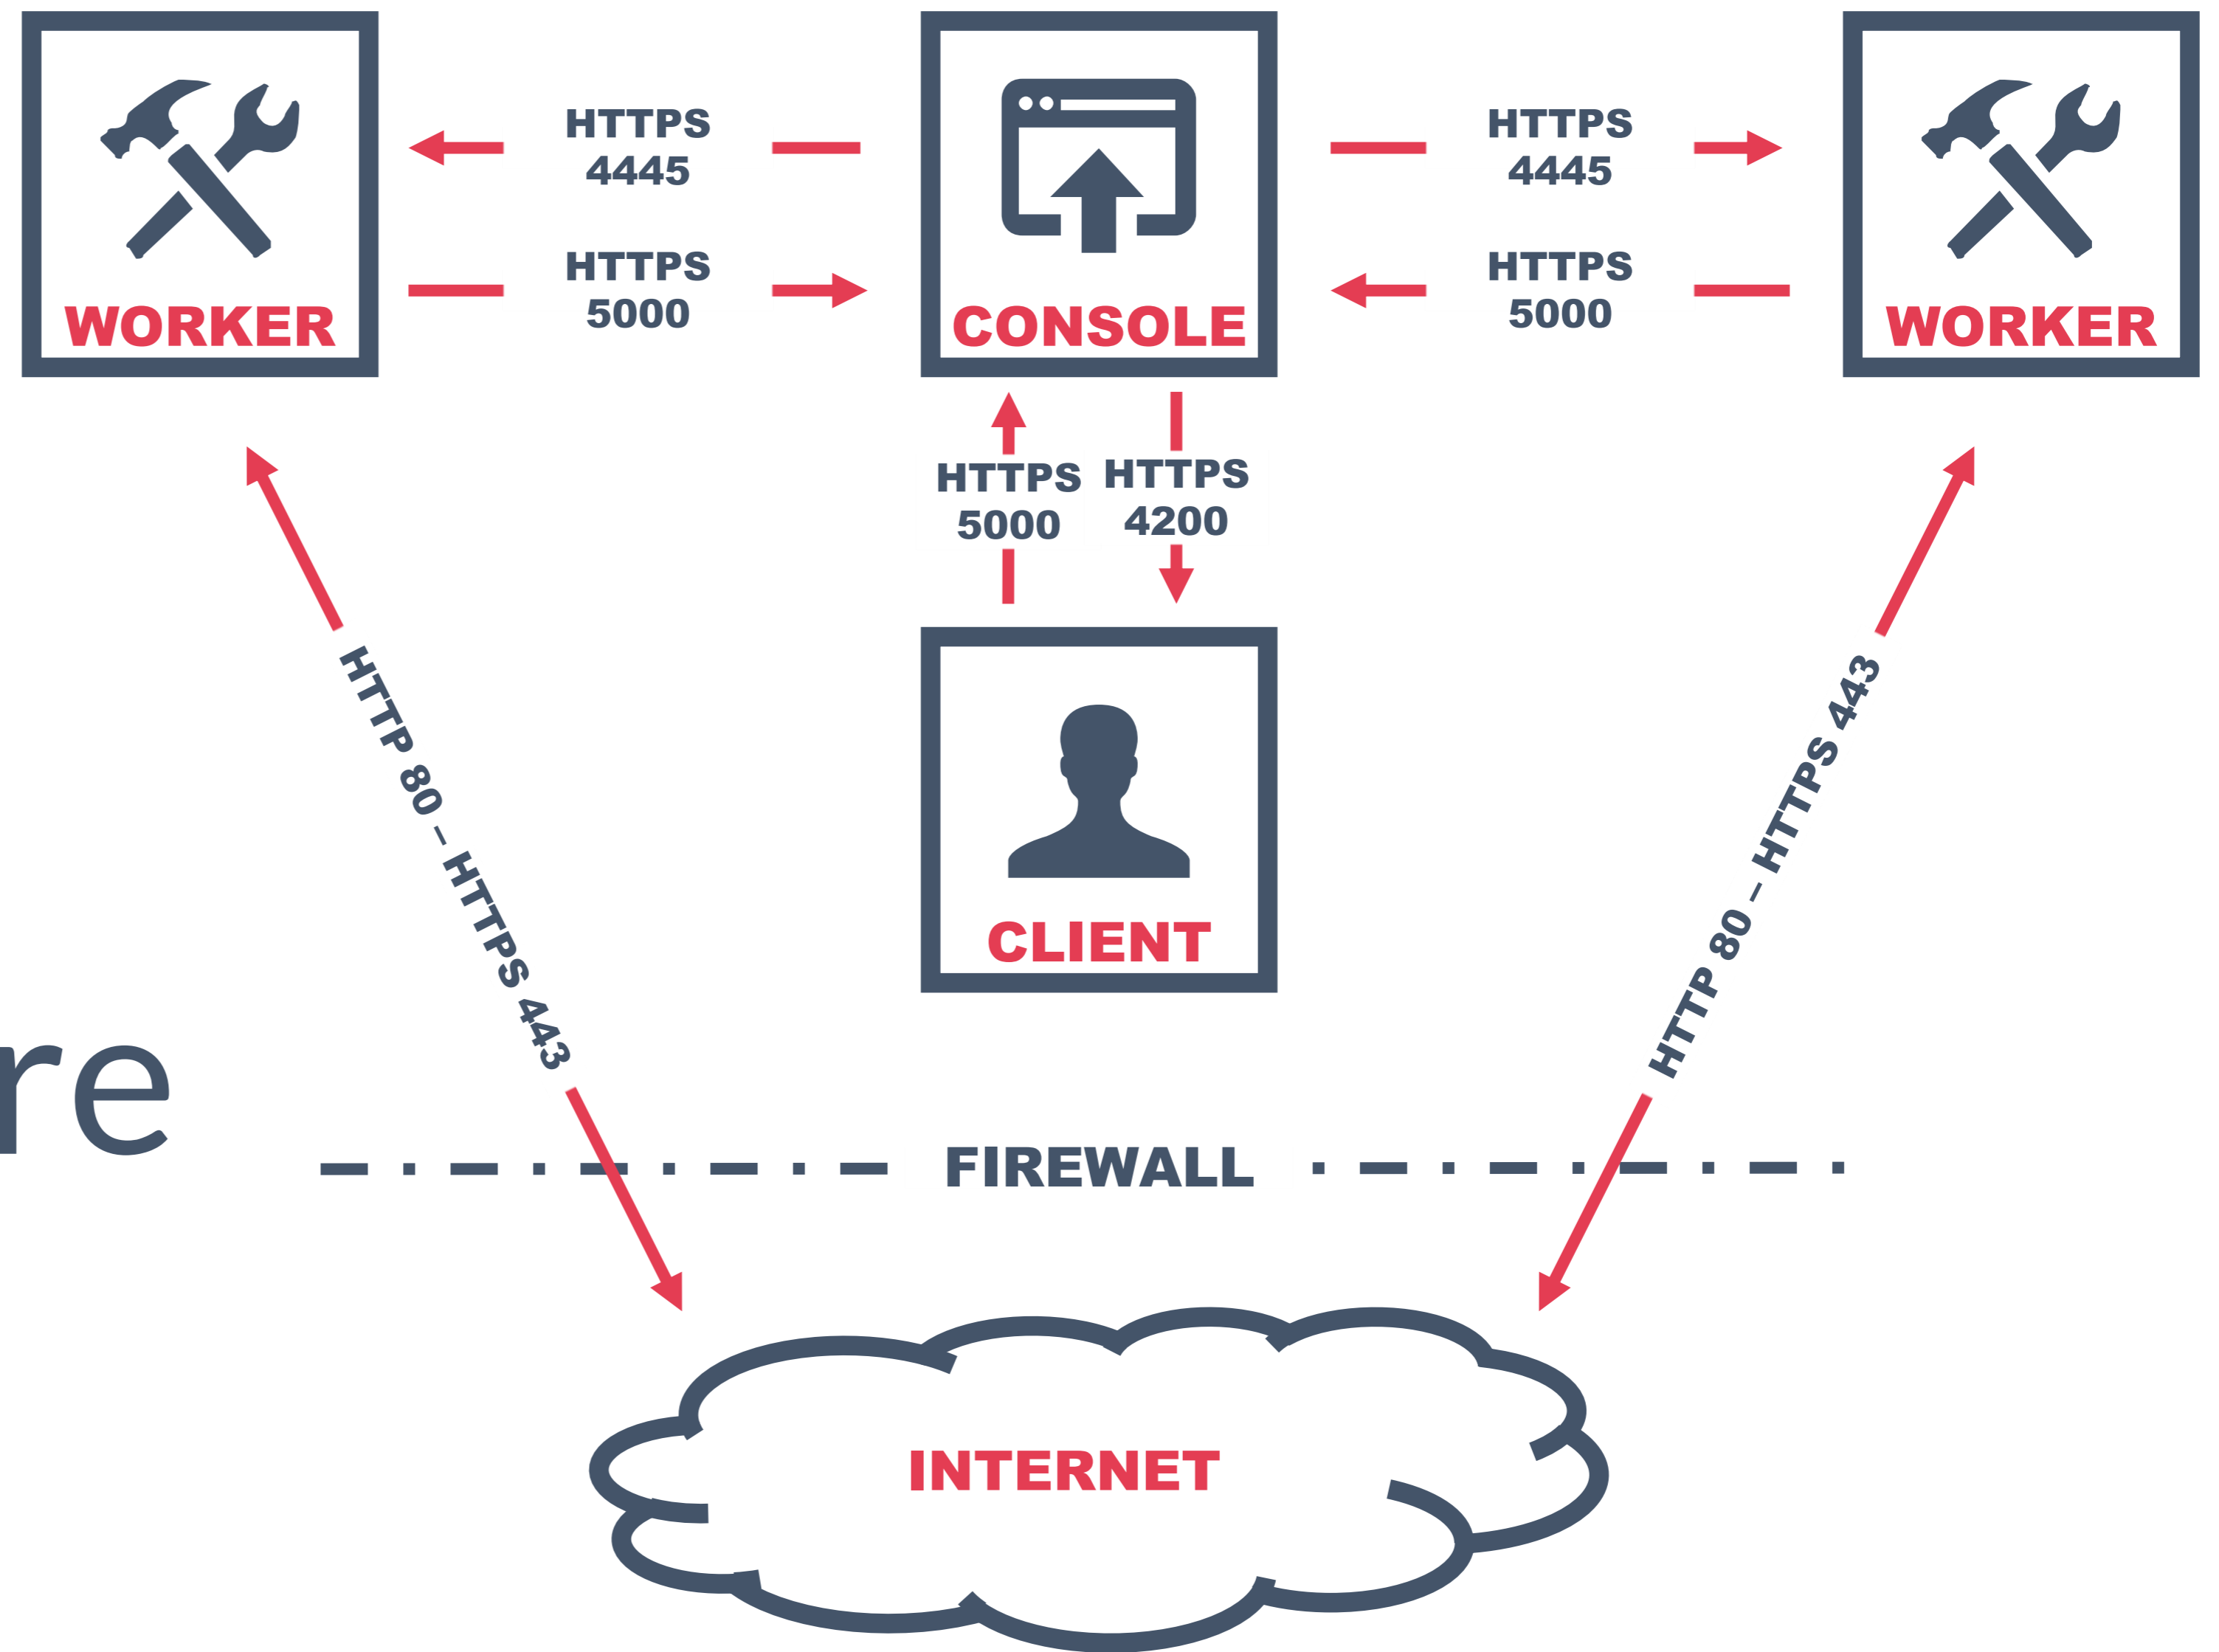 HTTPS
4445
HTTPS
4445
HTTPS
5000
HTTPS
5000
WORKER
CONSOLE
WORKER
HTTPS
5000
HTTPS
4200
HTTP 80 – HTTPS 443
HTTP 80 – HTTPS 443
CLIENT
re
FIREWALL
INTERNET